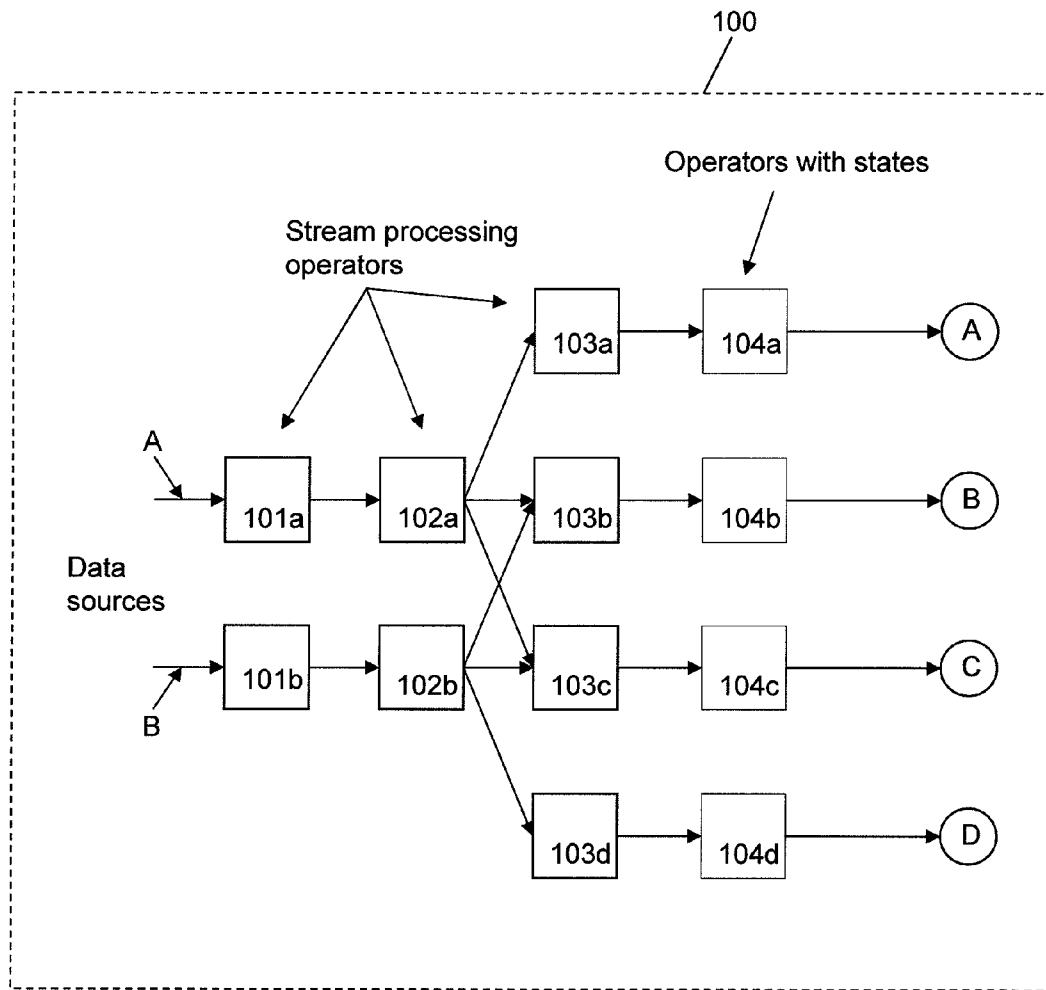 100
Operators with states
Stream processing
operators
103a
104a
A
A
101a
102a
103b
104b
B
Data
sources
101b
102b
103c
104c
C
B
103d
104d
D